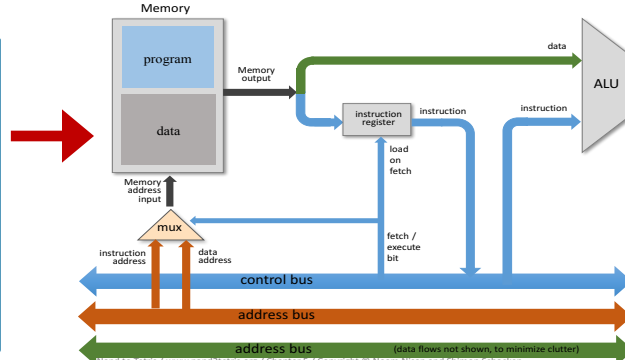 Memory
program
data
Memory
output
data
ALU
instruction
register
instruction
instruction
load
on
fetch
Memory
address
input
mux
fetch /
execute
bit
instruction
address
data
address
control bus
address bus
address bus
(data flows not shown, to minimize clutter)